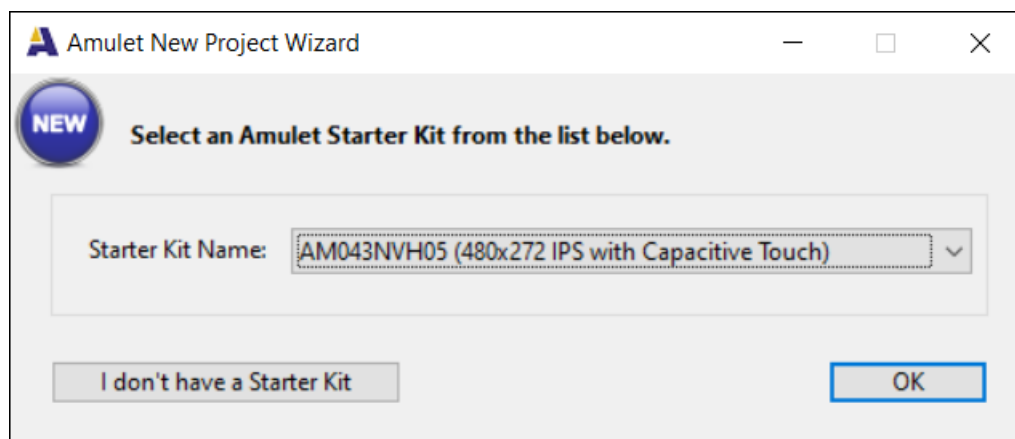 Amulet New Project Wizard
NEW
Select an Amulet Starter Kit from the list below.
Starter Kit Name: AM043NVH05 (480x272 IPS with Capacitive Touch)
I don't have a Starter Kit OK